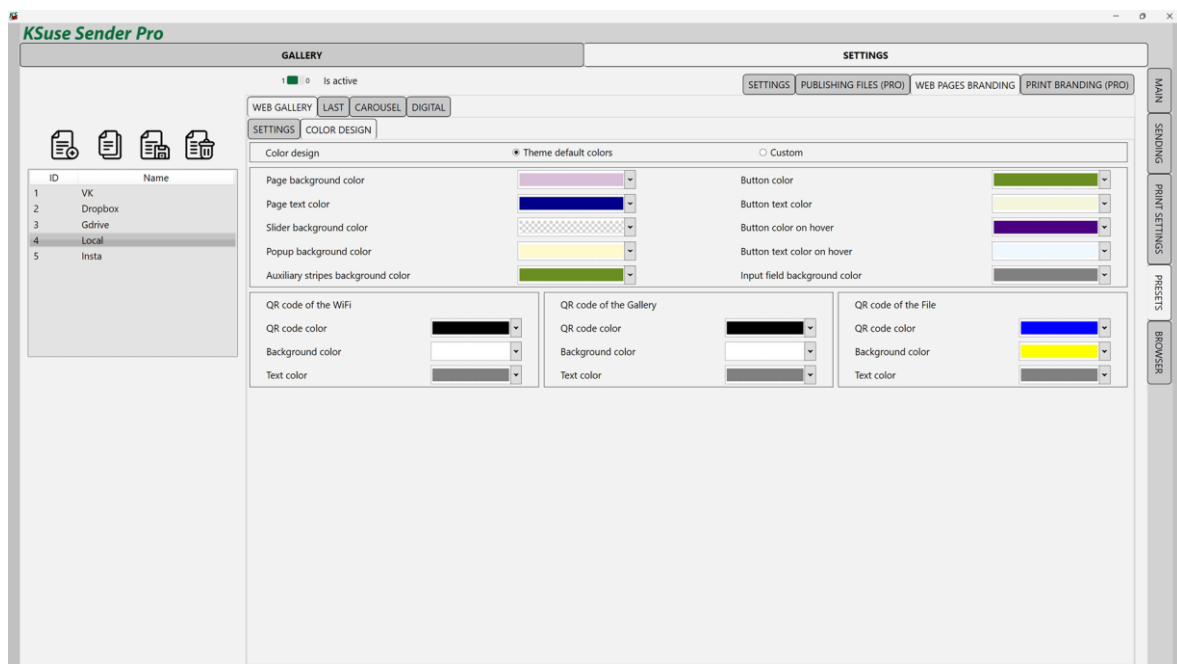 KSuse Sender Pro
GALLERY
SETTINGS
1 0 Is active
SETTINGS PUBLISHING FILES (PRO) WEB PAGES BRANDING PRINT BRANDING (PRO)
WEB GALLERY LAST CAROUSEL DIGITAL
SETTINGS COLOR DESIGN
Color design Theme default colors Custom
ID Name
1 VK
2 Dropbox
3 Gdrive
4 Local
5 Insta
Page background color
Page text color
Slider background color
Popup background color
Auxiliary stripes background color
Button color
Button text color
Button color on hover
Button text color on hover
Input field background color
QR code of the WiFi
QR code color
Background color
Text color
QR code of the Gallery
QR code color
Background color
Text color
QR code of the File
QR code color
Background color
Text color
MAIN
SENDING
PRINT SETTINGS
PRESETS
BROWSER